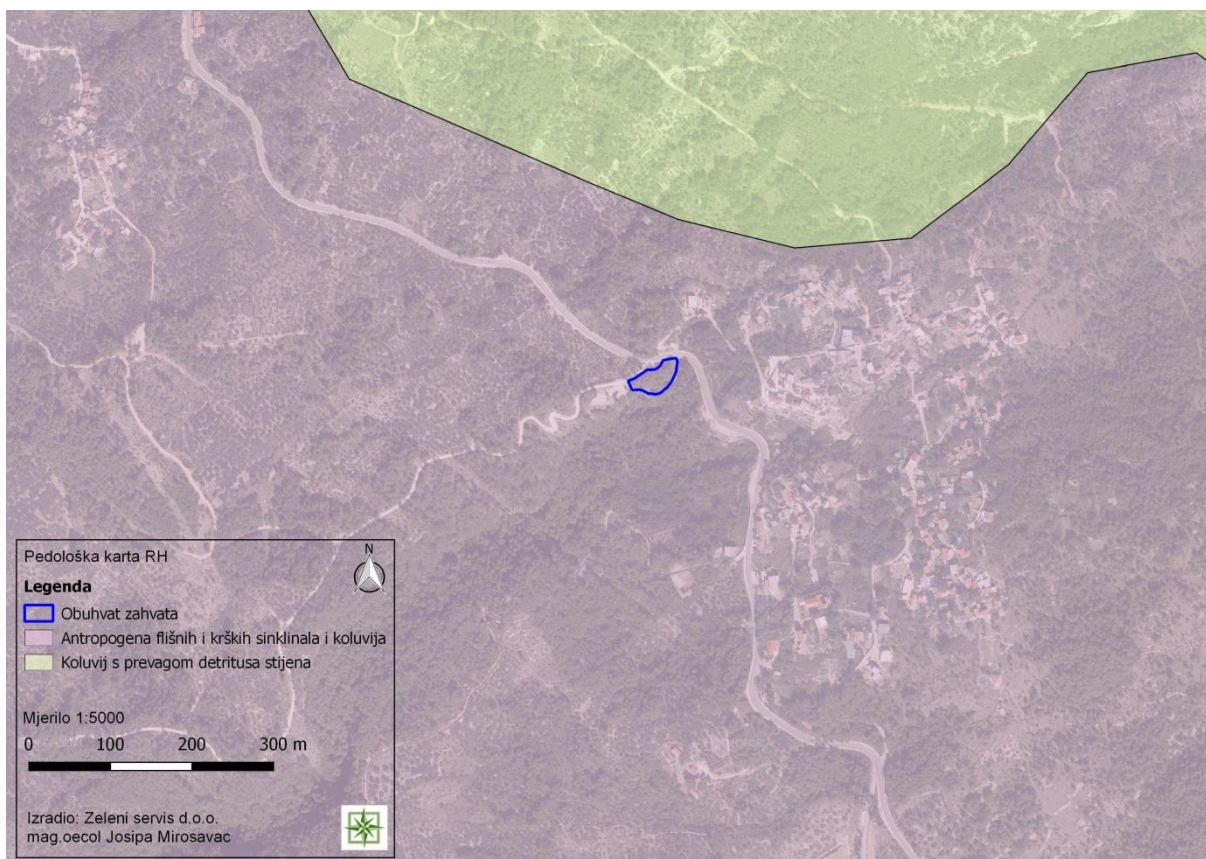 Pedološka karta RH
N
Legenda
Obuhvat zahvata
Antropogena flišnih i krških sinklinala i koluvija
Koluvij s prevagom detritusa stijena
Mjerilo 1:5000
0 100 200 300 m
Izradio: Zeleni servis d.o.o.
mag.oecol Josipa Mirosavac